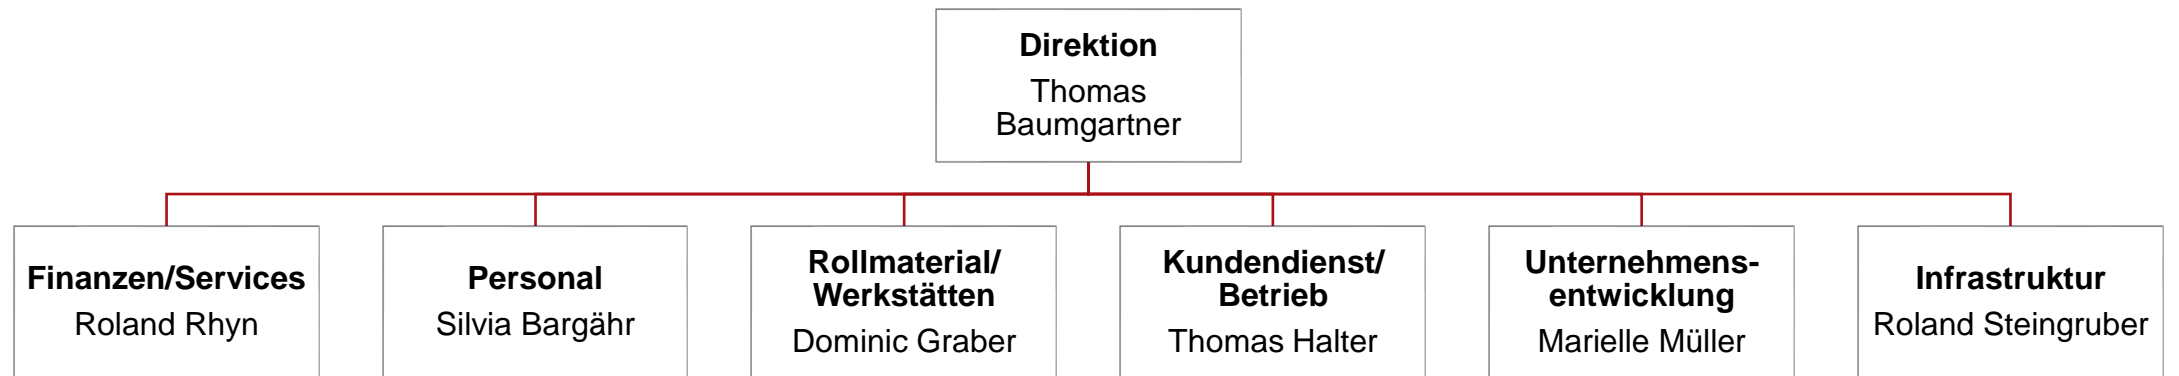 Direktion
Thomas
Baumgartner
Finanzen/Services
Roland Rhyn
Personal
Silvia Bargähr
Rollmaterial/
Werkstätten
Dominic Graber
Kundendienst/
Betrieb
Thomas Halter
Unternehmens-
entwicklung
Marielle Müller
Infrastruktur
Roland Steingruber